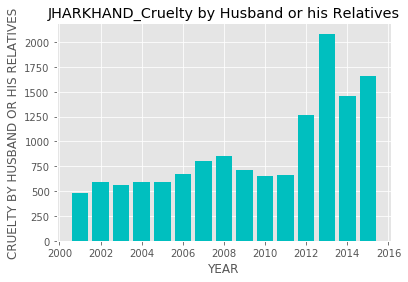 JHARKHAND_Cruelty by Husband or his Relatives
CRUELTY BY HUSBAND OR HIS RELATIVES
2000
1750
1500
1250
1000
750
500
250
0
2000 2002 2004 2006 2008 2010 2012 2014 2016
YEAR